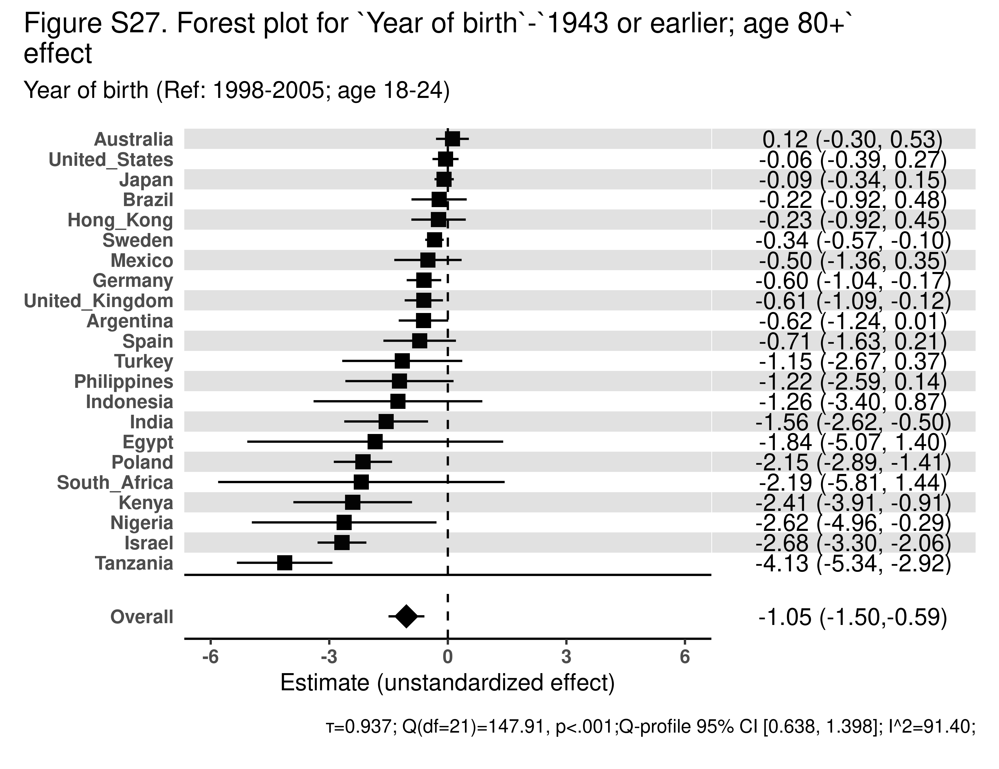 Figure S27. Forest plot for `Year of birth`-`1943 or earlier; age 80+`
effect
Year of birth (Ref: 1998-2005; age 18-24)
Australia 0.12 (-0.30, 0.53)
United_States -0.06 (-0.39, 0.27)
Japan -0.09 (-0.34, 0.15)
Brazil -0.22 (-0.92, 0.48)
Hong_Kong -0.23 (-0.92, 0.45)
Sweden -0.34 (-0.57, -0.10)
Mexico -0.50 (-1.36, 0.35)
Germany -0.60 (-1.04, -0.17)
United_Kingdom -0.61 (-1.09, -0.12)
Argentina -0.62 (-1.24, 0.01)
Spain -0.71 (-1.63, 0.21)
Turkey -1.15 (-2.67, 0.37)
Philippines -1.22 (-2.59, 0.14)
Indonesia -1.26 (-3.40, 0.87)
India -1.56 (-2.62, -0.50)
Egypt -1.84 (-5.07, 1.40)
Poland -2.15 (-2.89, -1.41)
South_Africa -2.19 (-5.81, 1.44)
Kenya -2.41 (-3.91, -0.91)
Nigeria -2.62 (-4.96, -0.29)
Israel -2.68 (-3.30, -2.06)
Tanzania -4.13 (-5.34, -2.92)
Overall -1.05 (-1.50,-0.59)
-6 -3 0 3 6
Estimate (unstandardized effect)
τ=0.937; Q(df=21)=147.91, p<.001;Q-profile 95% CI [0.638, 1.398]; I^2=91.40;